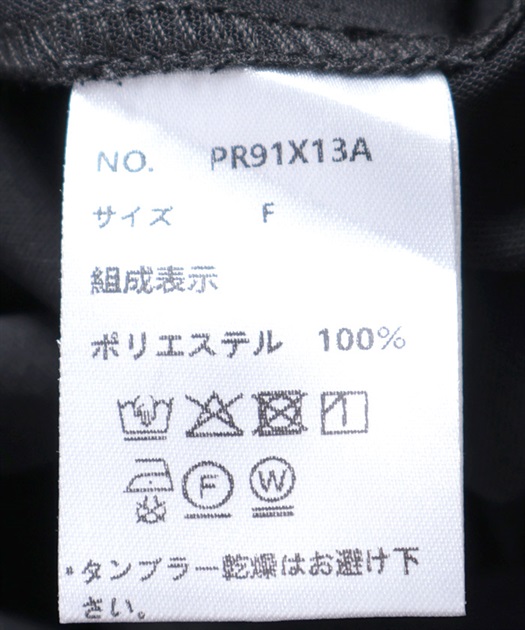 NO. PR91X13A
サイズ F
組成表示
ポリエステル 100%
F W
*タンブラー乾燥はお避け下
さい。